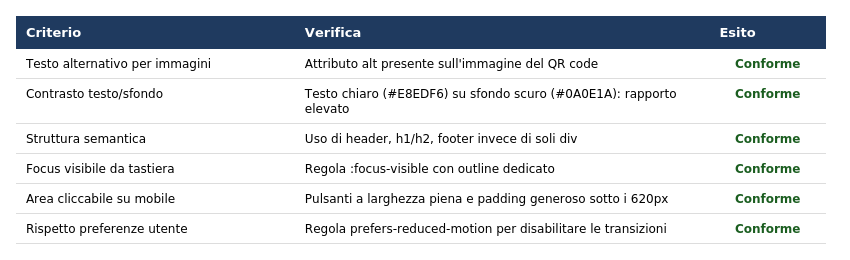 Criterio Verifica Esito
Testo alternativo per immagini Attributo alt presente sull'immagine del QR code Conforme
Contrasto testo/sfondo Testo chiaro (#E8EDF6) su sfondo scuro (#0A0E1A): rapporto Conforme
elevato
Struttura semantica Uso di header, h1/h2, footer invece di soli div Conforme
Focus visibile da tastiera Regola :focus-visible con outline dedicato Conforme
Area cliccabile su mobile Pulsanti a larghezza piena e padding generoso sotto i 620px Conforme
Rispetto preferenze utente Regola prefers-reduced-motion per disabilitare le transizioni Conforme